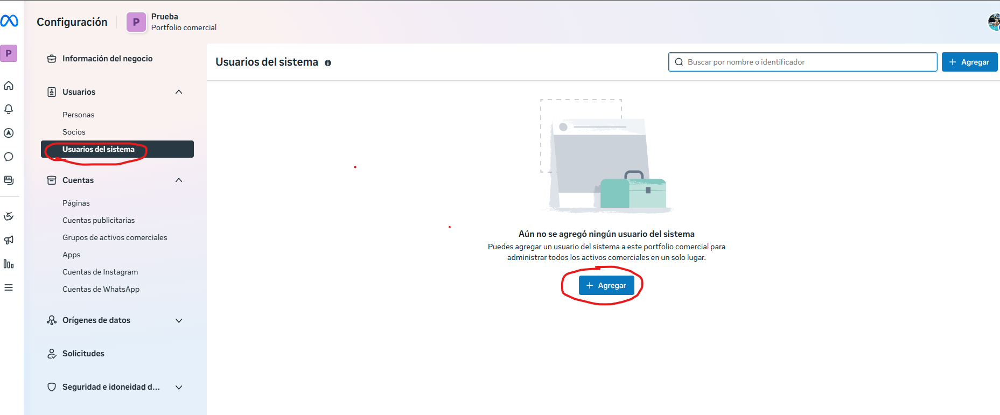 Configuración
P
Prueba
Portfolio comercial
P
Información del negocio
Usuarios
Personas
Socios
Usuarios del sistema
Cuentas
Páginas
Cuentas publicitarias
Grupos de activos comerciales
Apps
Cuentas de Instagram
Cuentas de WhatsApp
Orígenes de datos
Solicitudes
Seguridad e idoneidad d...
Usuarios del sistema
Buscar por nombre o identificador
+ Agregar
Aún no se agregó ningún usuario del sistema
Puedes agregar un usuario del sistema a este portfolio comercial para
administrar todos los activos comerciales en un solo lugar.
+ Agregar